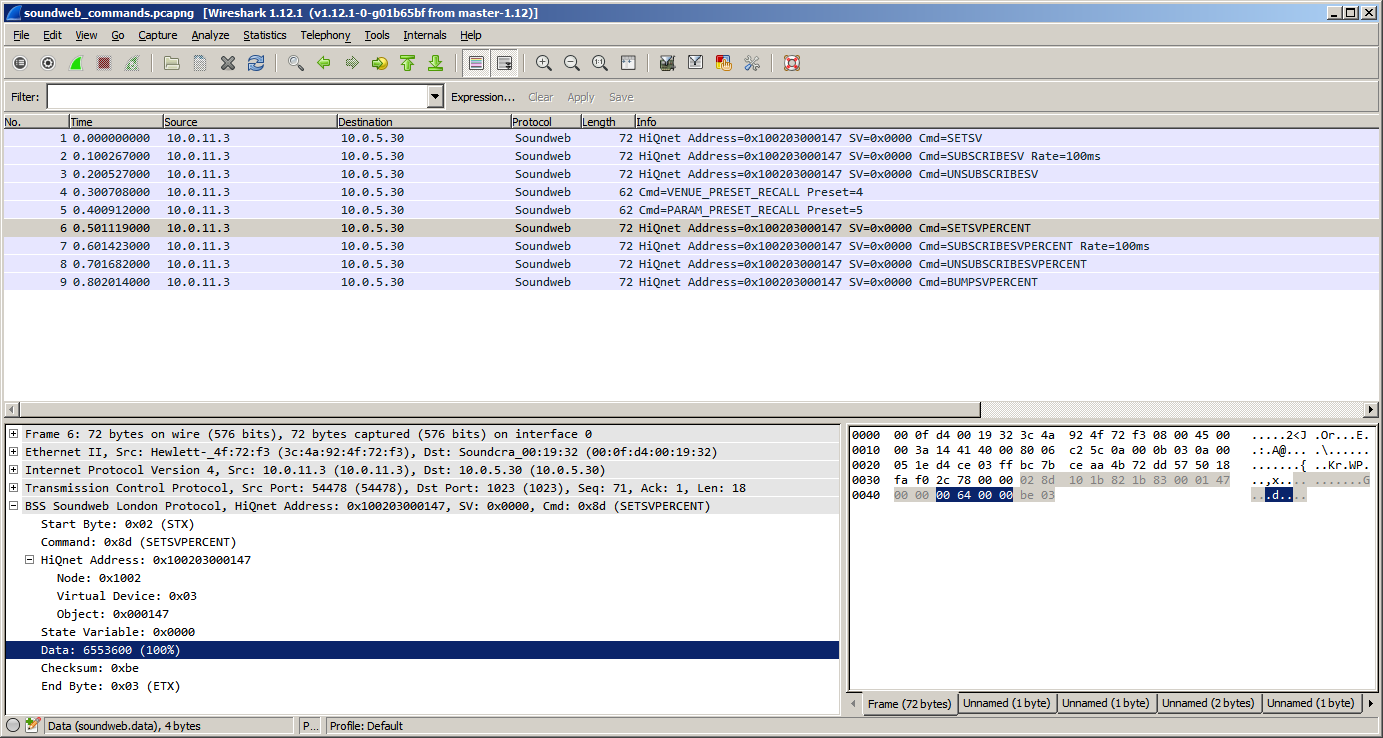 soundweb_commands.pcapng [Wireshark 1.12.1 (v1.12.1-0-g01b65bf from master-1.12)]
File Edit View Go Capture Analyze Statistics Telephony Tools Internals Help
Filter: Expression... Clear Apply Save
No. Time Source Destination Protocol Length Info
1 0.000000000 10.0.11.3 10.0.5.30 Soundweb 72 HiQnet Address=0x100203000147 SV=0x0000 Cmd=SETSV
2 0.100267000 10.0.11.3 10.0.5.30 Soundweb 72 HiQnet Address=0x100203000147 SV=0x0000 Cmd=SUBSCRIBESV Rate=100ms
3 0.200527000 10.0.11.3 10.0.5.30 Soundweb 72 HiQnet Address=0x100203000147 SV=0x0000 Cmd=UNSUBSCRIBESV
4 0.300708000 10.0.11.3 10.0.5.30 Soundweb 62 Cmd=VENUE_PRESET_RECALL Preset=4
5 0.400912000 10.0.11.3 10.0.5.30 Soundweb 62 Cmd=PARAM_PRESET_RECALL Preset=5
6 0.501119000 10.0.11.3 10.0.5.30 Soundweb 72 HiQnet Address=0x100203000147 SV=0x0000 Cmd=SETSVPERCENT
7 0.601423000 10.0.11.3 10.0.5.30 Soundweb 72 HiQnet Address=0x100203000147 SV=0x0000 Cmd=SUBSCRIBESVPERCENT Rate=100ms
8 0.701682000 10.0.11.3 10.0.5.30 Soundweb 72 HiQnet Address=0x100203000147 SV=0x0000 Cmd=UNSUBSCRIBESVPERCENT
9 0.802014000 10.0.11.3 10.0.5.30 Soundweb 72 HiQnet Address=0x100203000147 SV=0x0000 Cmd=BUMPSVPERCENT
Frame 6: 72 bytes on wire (576 bits), 72 bytes captured (576 bits) on interface 0
Ethernet II, Src: Hewlett-_4f:72:f3 (3c:4a:92:4f:72:f3), Dst: Soundcra_00:19:32 (00:0f:d4:00:19:32)
Internet Protocol Version 4, Src: 10.0.11.3 (10.0.11.3), Dst: 10.0.5.30 (10.0.5.30)
Transmission Control Protocol, Src Port: 54478 (54478), Dst Port: 1023 (1023), Seq: 71, Ack: 1, Len: 18
BSS Soundweb London Protocol, HiQnet Address: 0x100203000147, SV: 0x0000, Cmd: 0x8d (SETSVPERCENT)
Start Byte: 0x02 (STX)
Command: 0x8d (SETSVPERCENT)
HiQnet Address: 0x100203000147
Node: 0x1002
Virtual Device: 0x03
Object: 0x000147
State Variable: 0x0000
Data: 6553600 (100%)
Checksum: 0xbe
End Byte: 0x03 (ETX)
0000 00 0f d4 00 19 32 3c 4a 92 4f 72 f3 08 00 45 00 .....2<J .Or...E.
0010 00 3a 14 41 40 00 80 06 c2 5c 0a 00 0b 03 0a 00 .:.A@... .\......
0020 05 1e d4 ce 03 ff bc 7b ce aa 4b 72 dd 57 50 18 .......{ ..Kr.WP.
0030 fa f0 2c 78 00 00 02 8d 10 1b 82 1b 83 00 01 47 ..,x.... .......G
0040 00 00 00 64 00 00 be 03 ...d....
Data (soundweb.data), 4 bytes P... Profile: Default
Frame (72 bytes) Unnamed (1 byte) Unnamed (1 byte) Unnamed (2 bytes) Unnamed (1 byte)